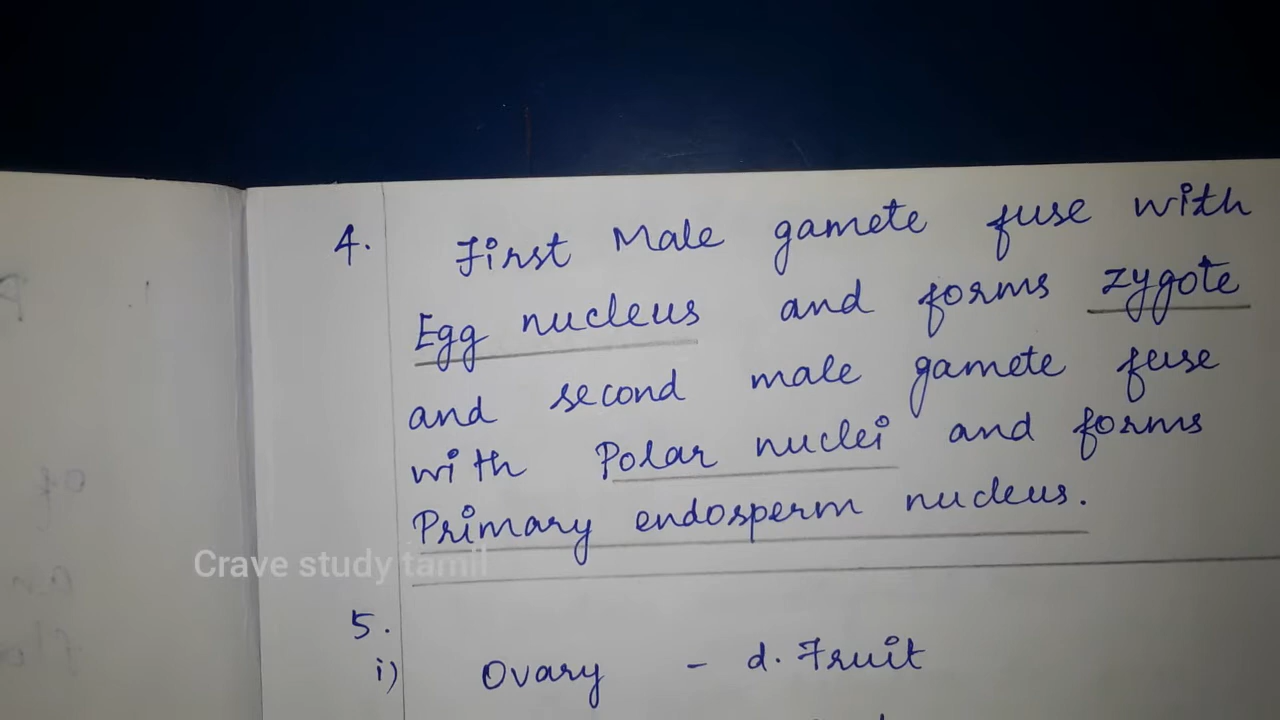 4. First Male gamete fuse with
Egg nucleus and forms zygote
and second male gamete fuse
with Polar nuclei and forms
Primary endosperm nucleus.
Crave study tamil
5.
i) Ovary - d. Fruit